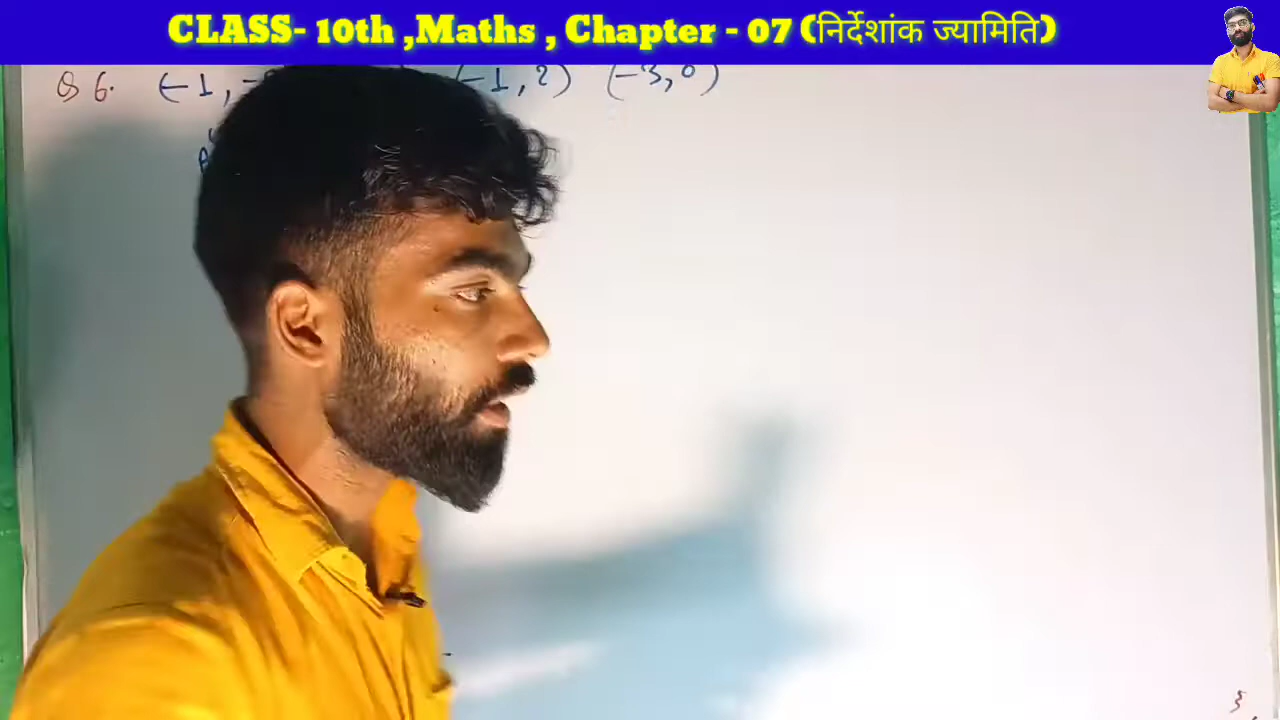 CLASS- 10th ,Maths , Chapter - 07 (निर्देशांक ज्यामिति)
Q 6. (-1, - (-1, 2) (-3, 0)
A